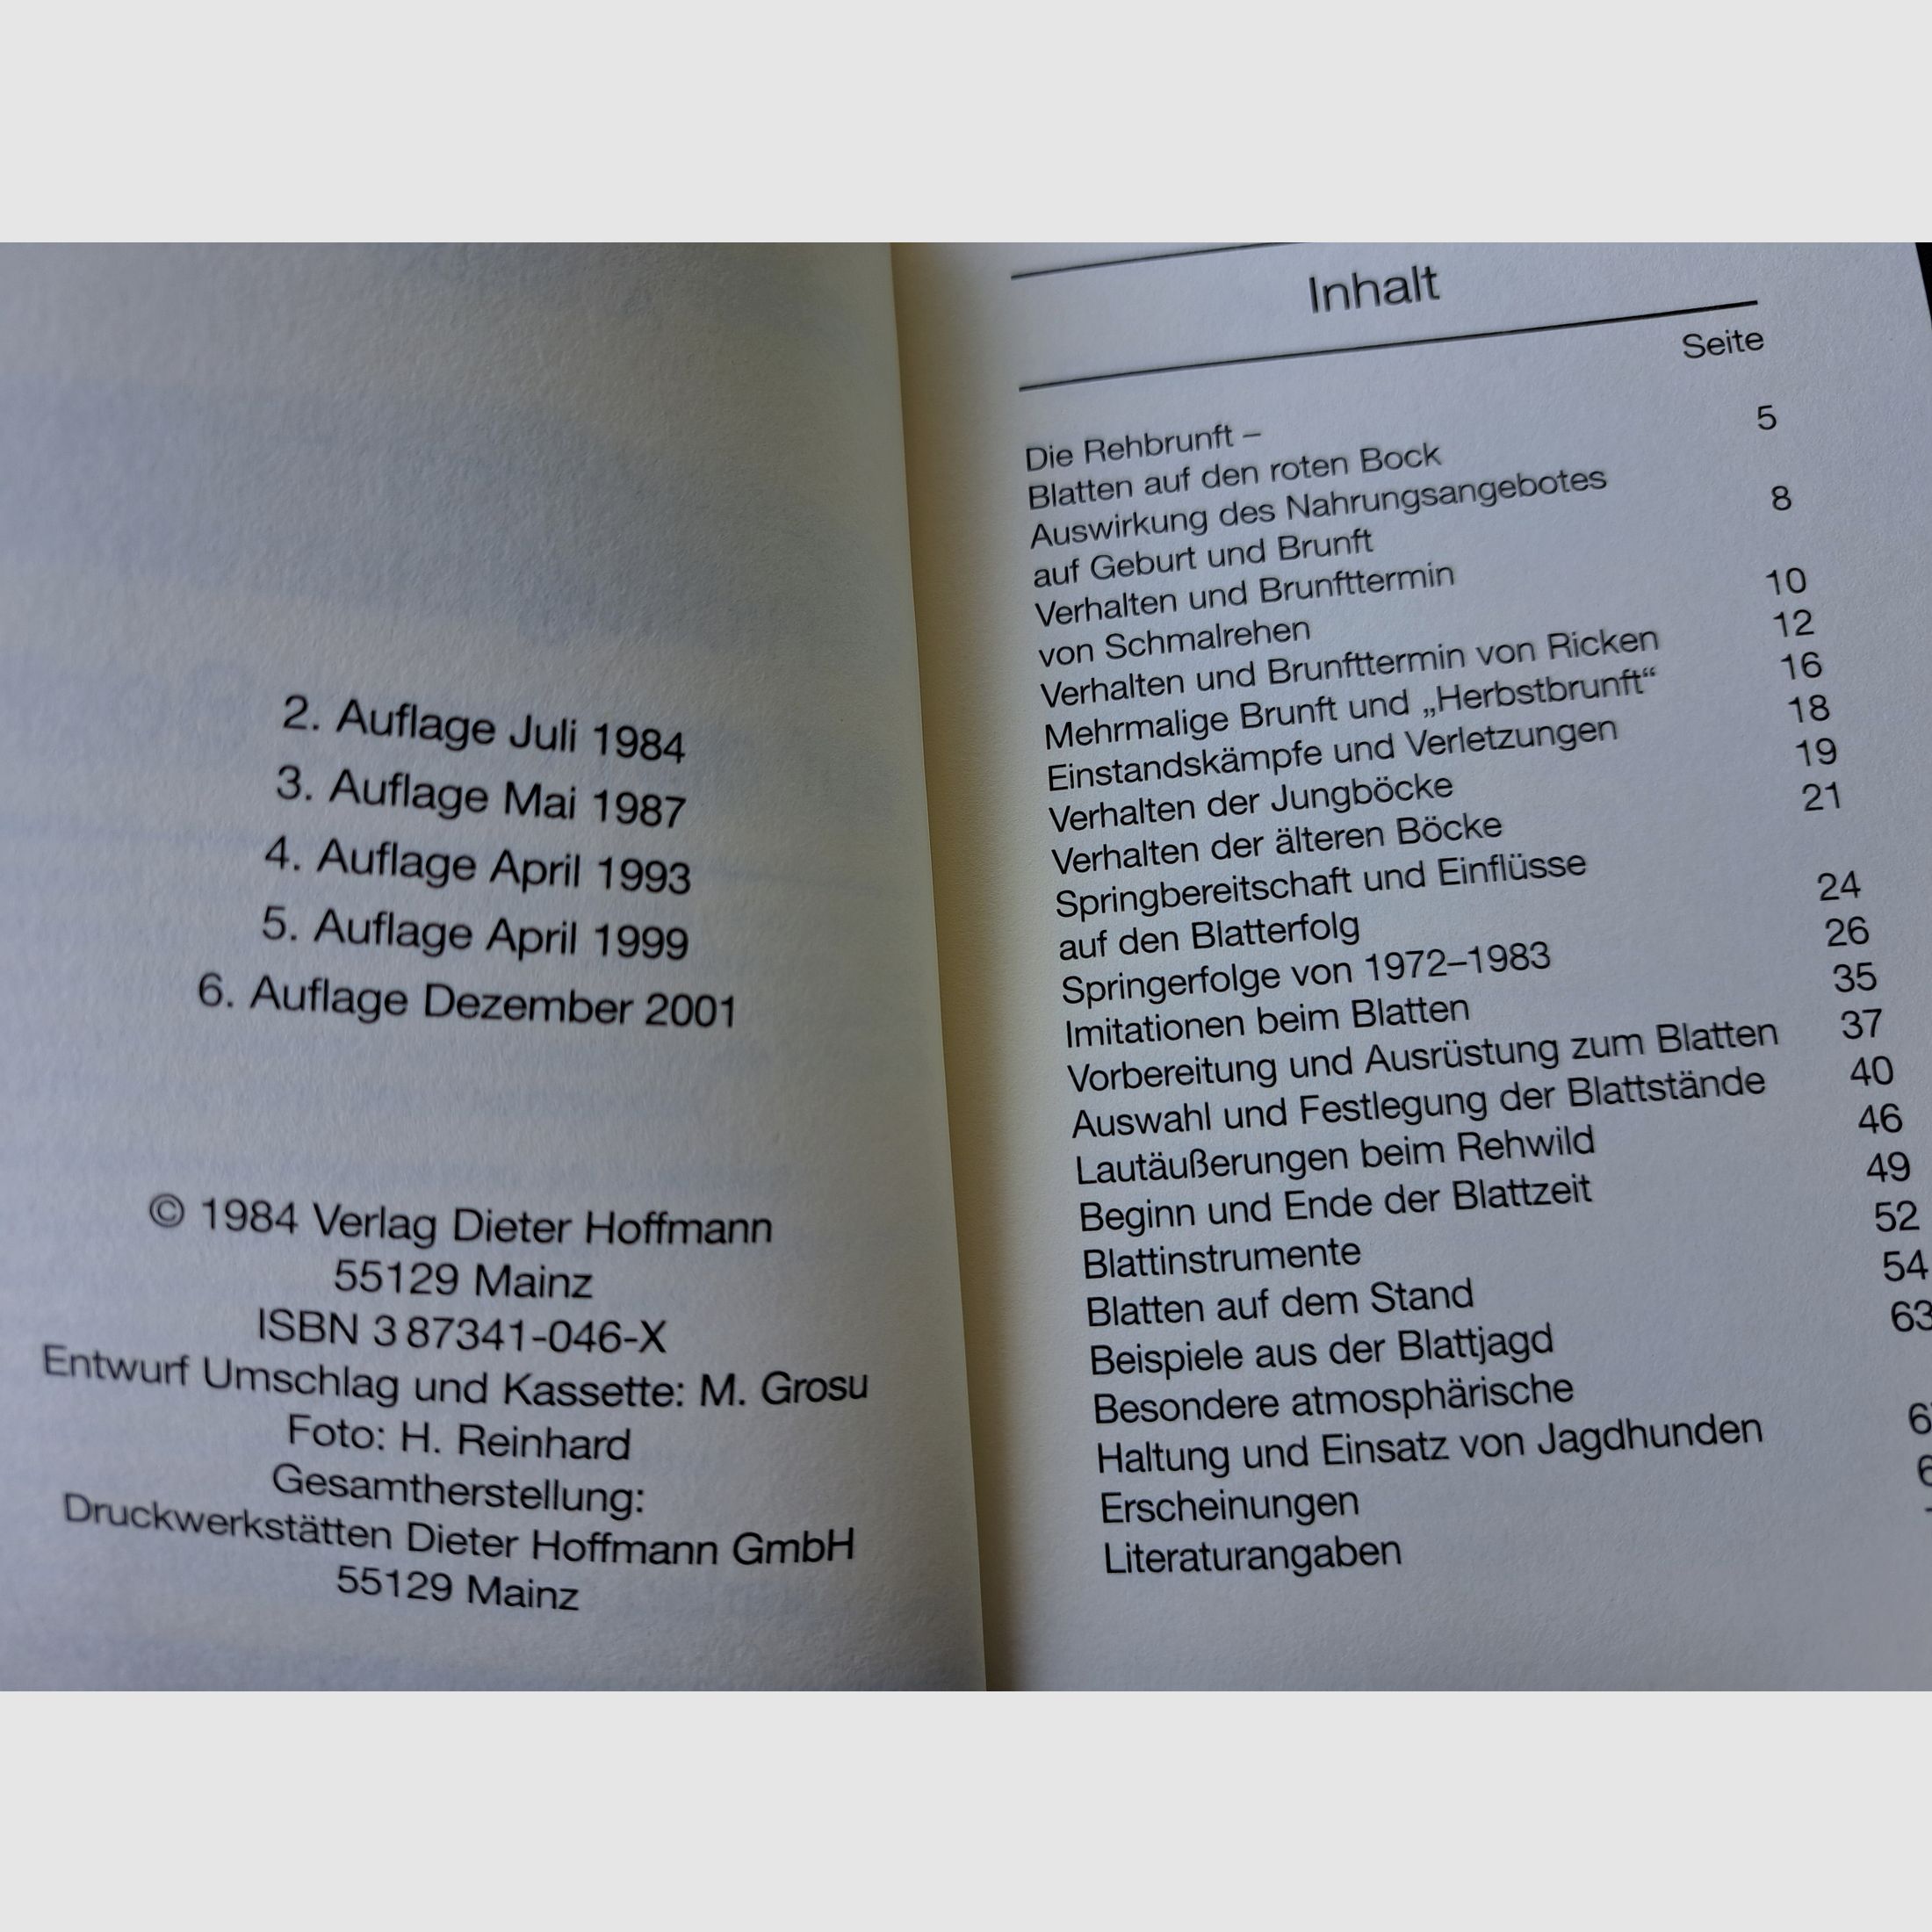 2. Auflage Juli 1984
3. Auflage Mai 1987
4. Auflage April 1993
5. Auflage April 1999
6. Auflage Dezember 2001
© 1984 Verlag Dieter Hoffmann
55129 Mainz
ISBN 3 87341-046-X
Entwurf Umschlag und Kassette: M. Grosu
Foto: H. Reinhard
Gesamtherstellung:
Druckwerkstätten Dieter Hoffmann GmbH
55129 Mainz
Inhalt
Seite
Die Rehbrunft –
Blatten auf den roten Bock 5
Auswirkung des Nahrungsangebotes
auf Geburt und Brunft 8
Verhalten und Brunfttermin
von Schmalrehen 10
Verhalten und Brunfttermin von Ricken 12
Mehrmalige Brunft und „Herbstbrunft“ 16
Einstandskämpfe und Verletzungen 18
Verhalten der Jungböcke 19
Verhalten der älteren Böcke 21
Springbereitschaft und Einflüsse
auf den Blatterfolg 24
Springerfolge von 1972–1983 26
Imitationen beim Blatten 35
Vorbereitung und Ausrüstung zum Blatten 37
Auswahl und Festlegung der Blattstände 40
Lautäußerungen beim Rehwild 46
Beginn und Ende der Blattzeit 49
Blattinstrumente 52
Blatten auf dem Stand 54
Beispiele aus der Blattjagd 63
Besondere atmosphärische
Haltung und Einsatz von Jagdhunden
Erscheinungen
Literaturangaben